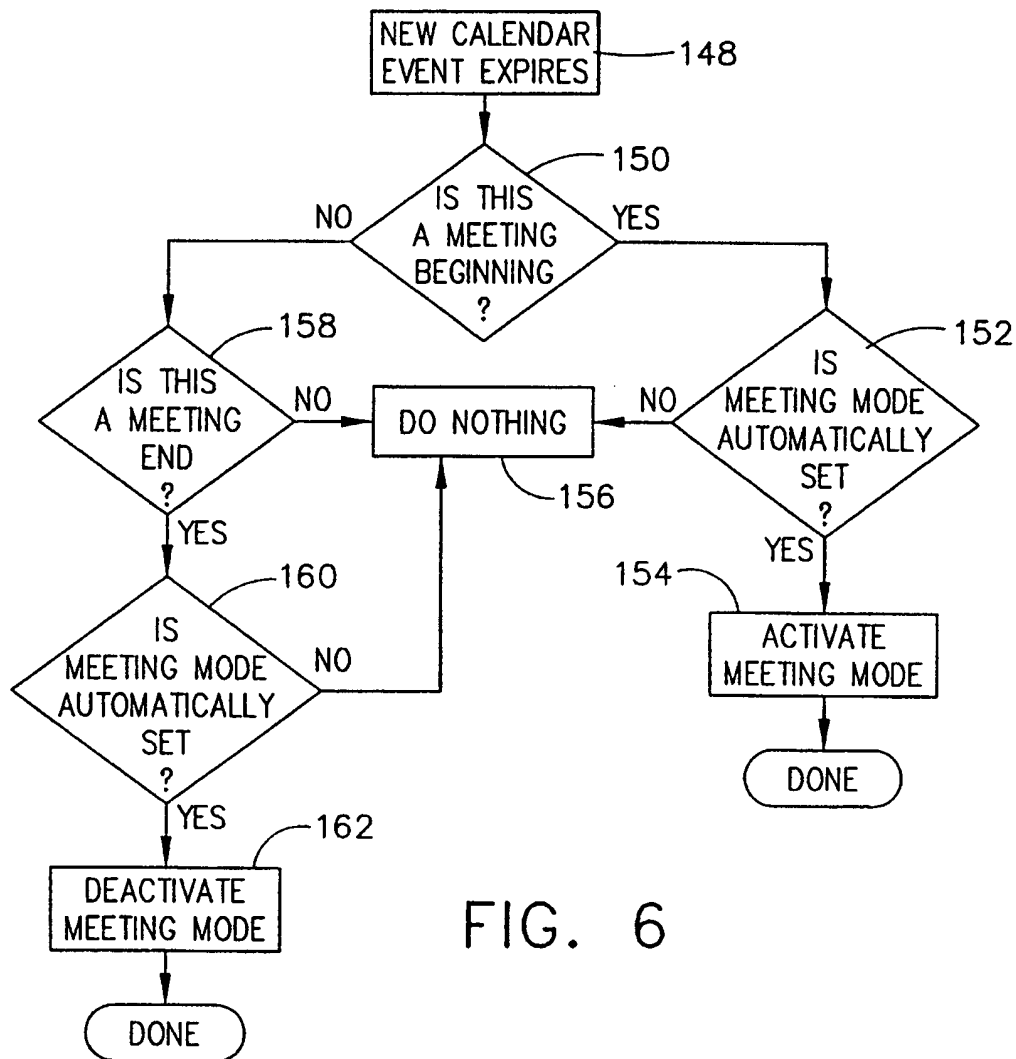 NEW CALENDAR
EVENT EXPIRES
148
150
IS THIS
A MEETING
BEGINNING
?
NO
YES
158
IS THIS
A MEETING
END
?
NO
YES
DO NOTHING
156
152
IS
MEETING MODE
AUTOMATICALLY
SET
?
NO
YES
160
IS
MEETING MODE
AUTOMATICALLY
SET
?
NO
YES
154
ACTIVATE
MEETING MODE
DONE
162
DEACTIVATE
MEETING MODE
DONE
FIG. 6